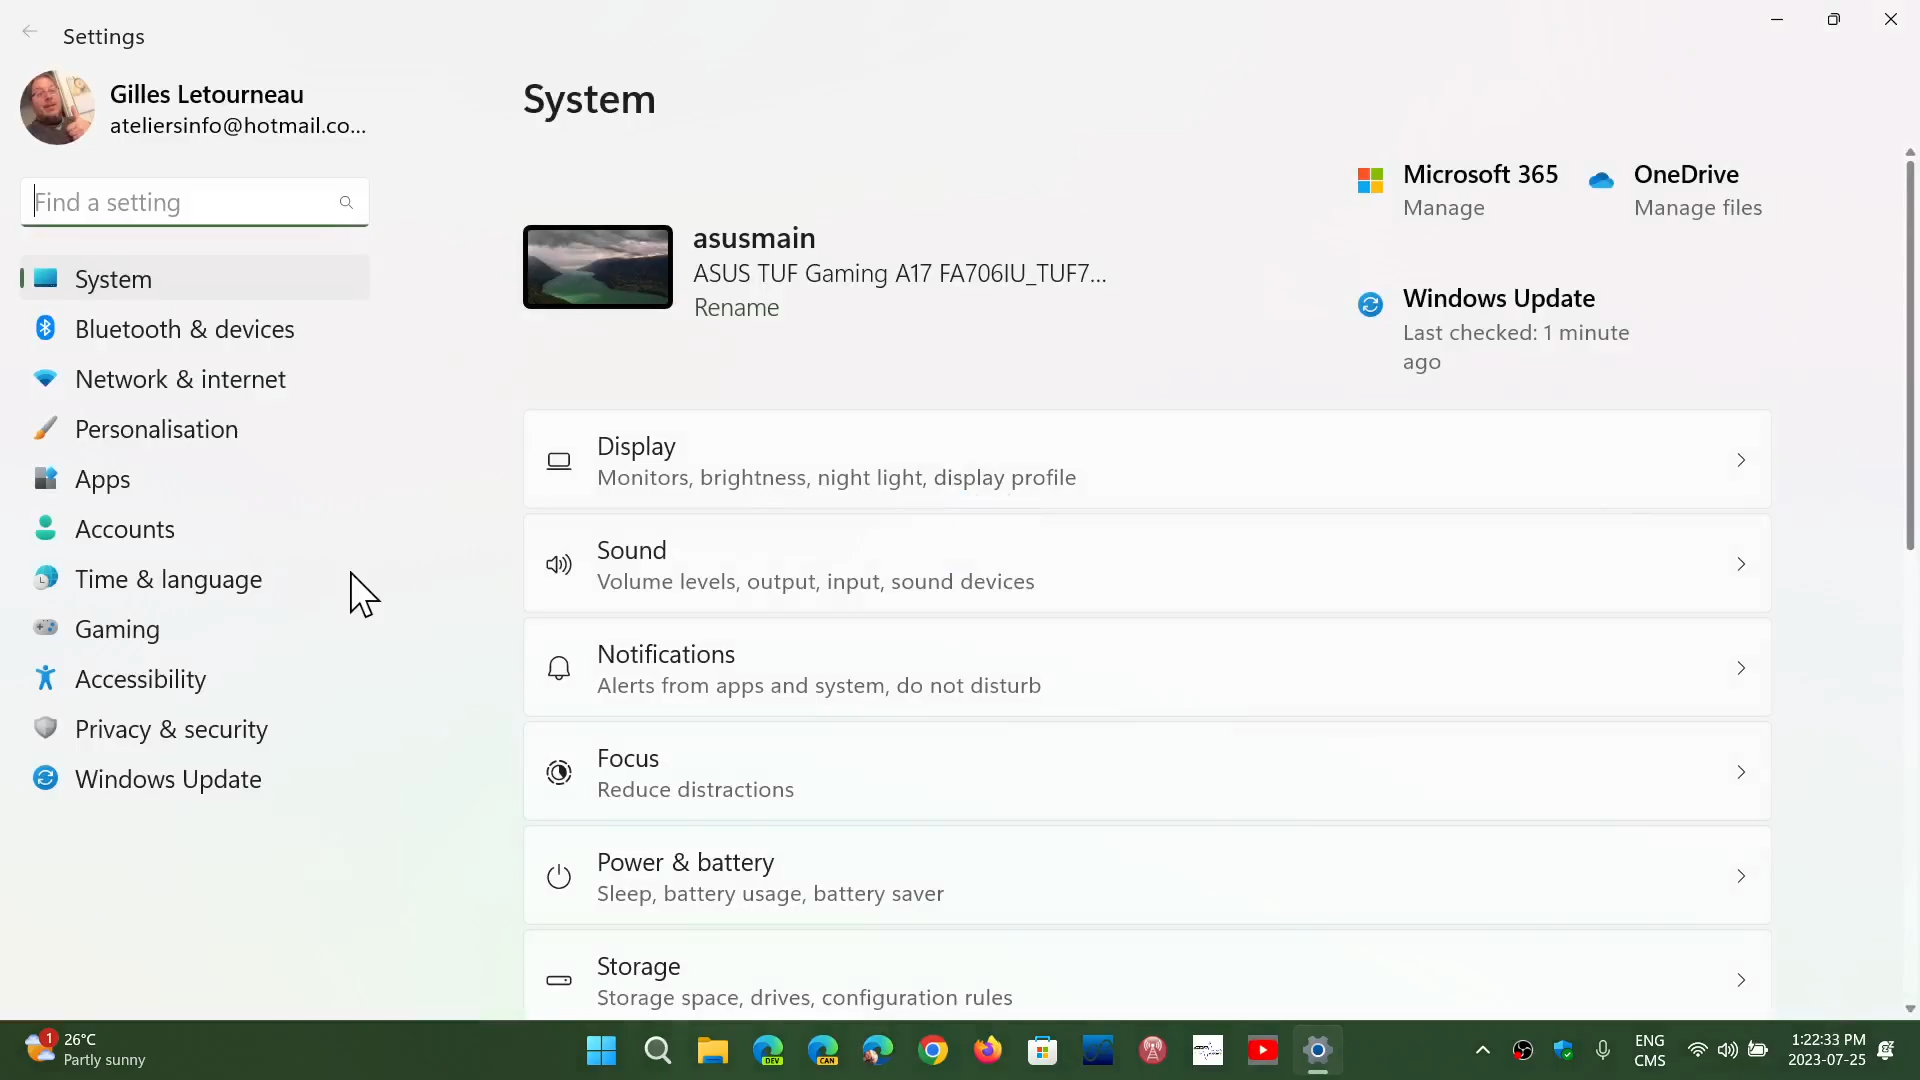 Settings
Gilles Letourneau
ateliersinfo@hotmail.co...
Find a setting
System
Bluetooth & devices
Network & internet
Personalisation
Apps
Accounts
Time & language
Gaming
Accessibility
Privacy & security
Windows Update
System
asusmain
ASUS TUF Gaming A17 FA706IU_TUF7...
Rename
Microsoft 365
Manage
OneDrive
Manage files
Windows Update
Last checked: 1 minute
ago
Display
Monitors, brightness, night light, display profile
Sound
Volume levels, output, input, sound devices
Notifications
Alerts from apps and system, do not disturb
Focus
Reduce distractions
Power & battery
Sleep, battery usage, battery saver
Storage
Storage space, drives, configuration rules
1
26°C
Partly sunny
DEV
CAN
ENG
CMS
1:22:33 PM
2023-07-25